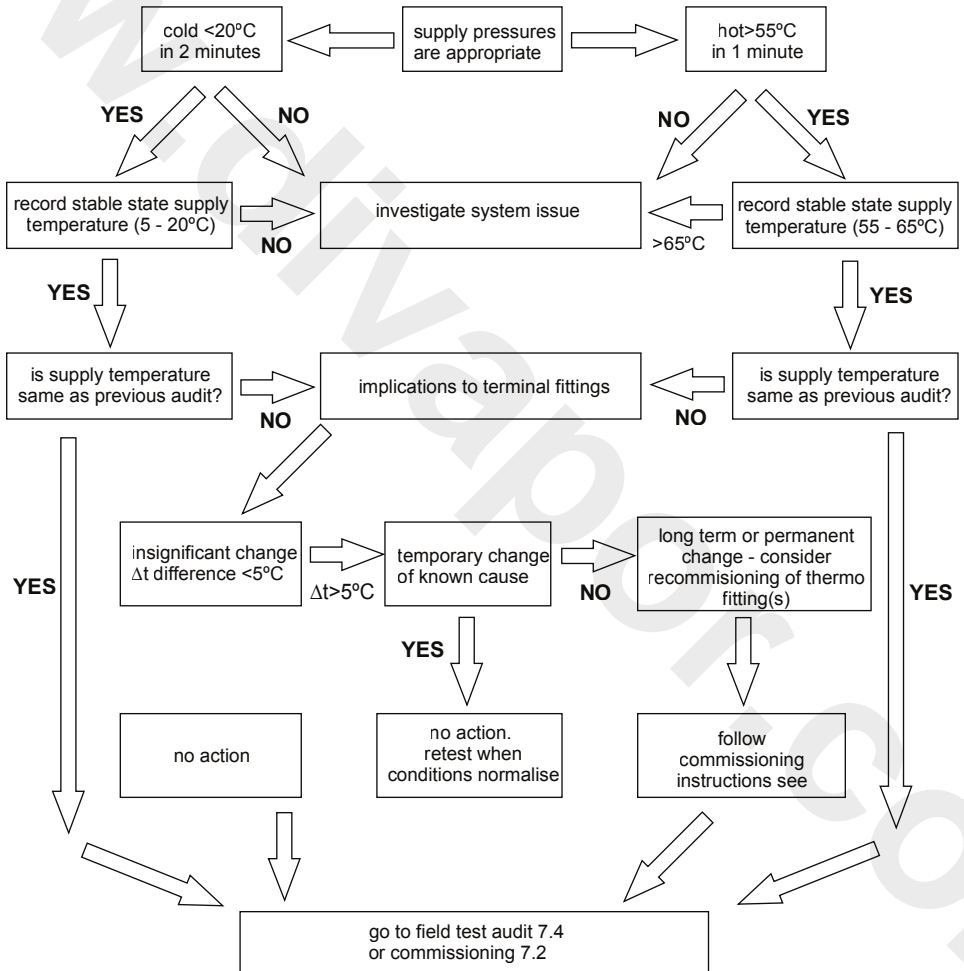 cold <20ºC
in 2 minutes
supply pressures
are appropriate
hot>55ºC
in 1 minute
YES
NO
NO
YES
record stable state supply
temperature (5 - 20ºC)
NO
investigate system issue
>65ºC
record stable state supply
temperature (55 - 65ºC)
YES
YES
is supply temperature
same as previous audit?
NO
implications to terminal fittings
NO
is supply temperature
same as previous audit?
insignificant change
Δt difference <5ºC
Δt>5ºC
temporary change
of known cause
NO
long term or permanent
change - consider
recommisioning of thermo
fitting(s)
YES
YES
YES
no action
no action.
retest when
conditions normalise
follow
commissioning
instructions see
go to field test audit 7.4
or commissioning 7.2
w.divapor.co